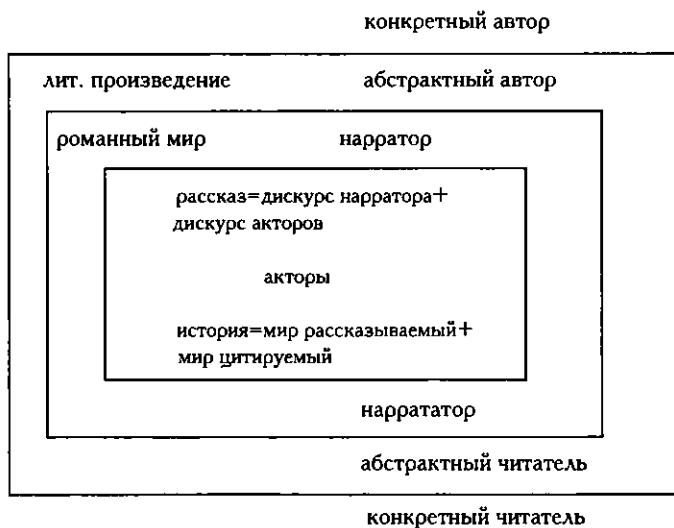 конкретный автор
лит. произведение абстрактный автор
романный мир нарратор
рассказ=дискурс нарратора+
дискурс акторов
акторы
история=мир рассказываемый+
мир цитируемый
наррататор
абстрактный читатель
конкретный читатель